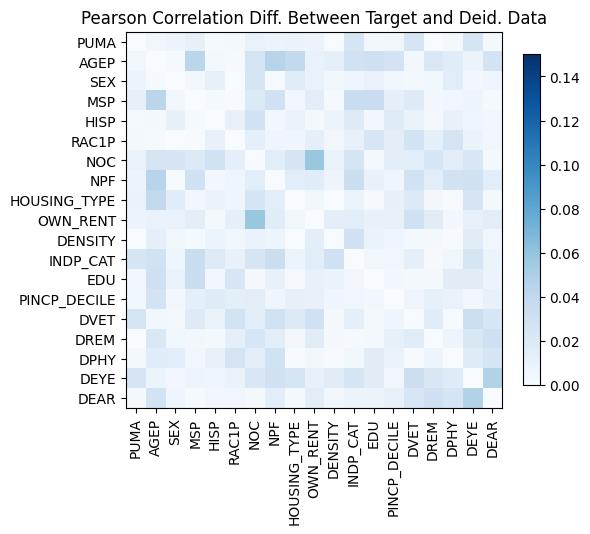 Pearson Correlation Diff. Between Target and Deid. Data
PUMA
AGEP
SEX
MSP
HISP
RAC1P
NOC
NPF
HOUSING_TYPE
OWN_RENT
DENSITY
INDP_CAT
EDU
PINCP_DECILE
DVET
DREM
DPHY
DEYE
DEAR
PUMA
AGEP
SEX
MSP
HISP
RAC1P
NOC
NPF
HOUSING_TYPE
OWN_RENT
DENSITY
INDP_CAT
EDU
PINCP_DECILE
DVET
DREM
DPHY
DEYE
DEAR
0.14
0.12
0.10
0.08
0.06
0.04
0.02
0.00